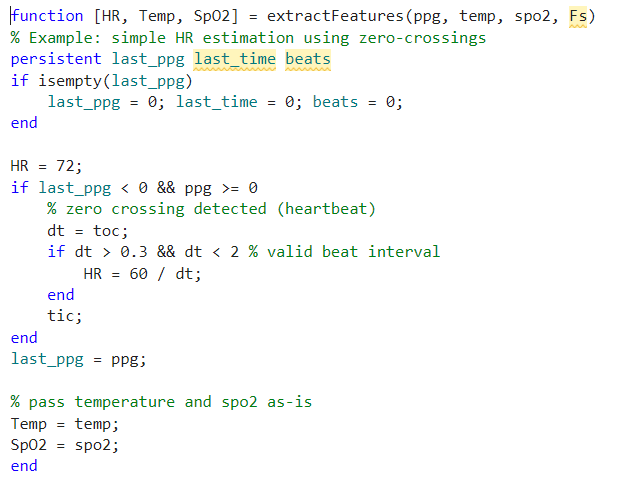 function [HR, Temp, SpO2] = extractFeatures(ppg, temp, spo2, Fs)
% Example: simple HR estimation using zero-crossings
persistent last_ppg last_time beats
if isempty(last_ppg)
    last_ppg = 0; last_time = 0; beats = 0;
end

HR = 72;
if last_ppg < 0 && ppg >= 0
    % zero crossing detected (heartbeat)
    dt = toc;
    if dt > 0.3 && dt < 2 % valid beat interval
        HR = 60 / dt;
    end
    tic;
end
last_ppg = ppg;

% pass temperature and spo2 as-is
Temp = temp;
SpO2 = spo2;
end